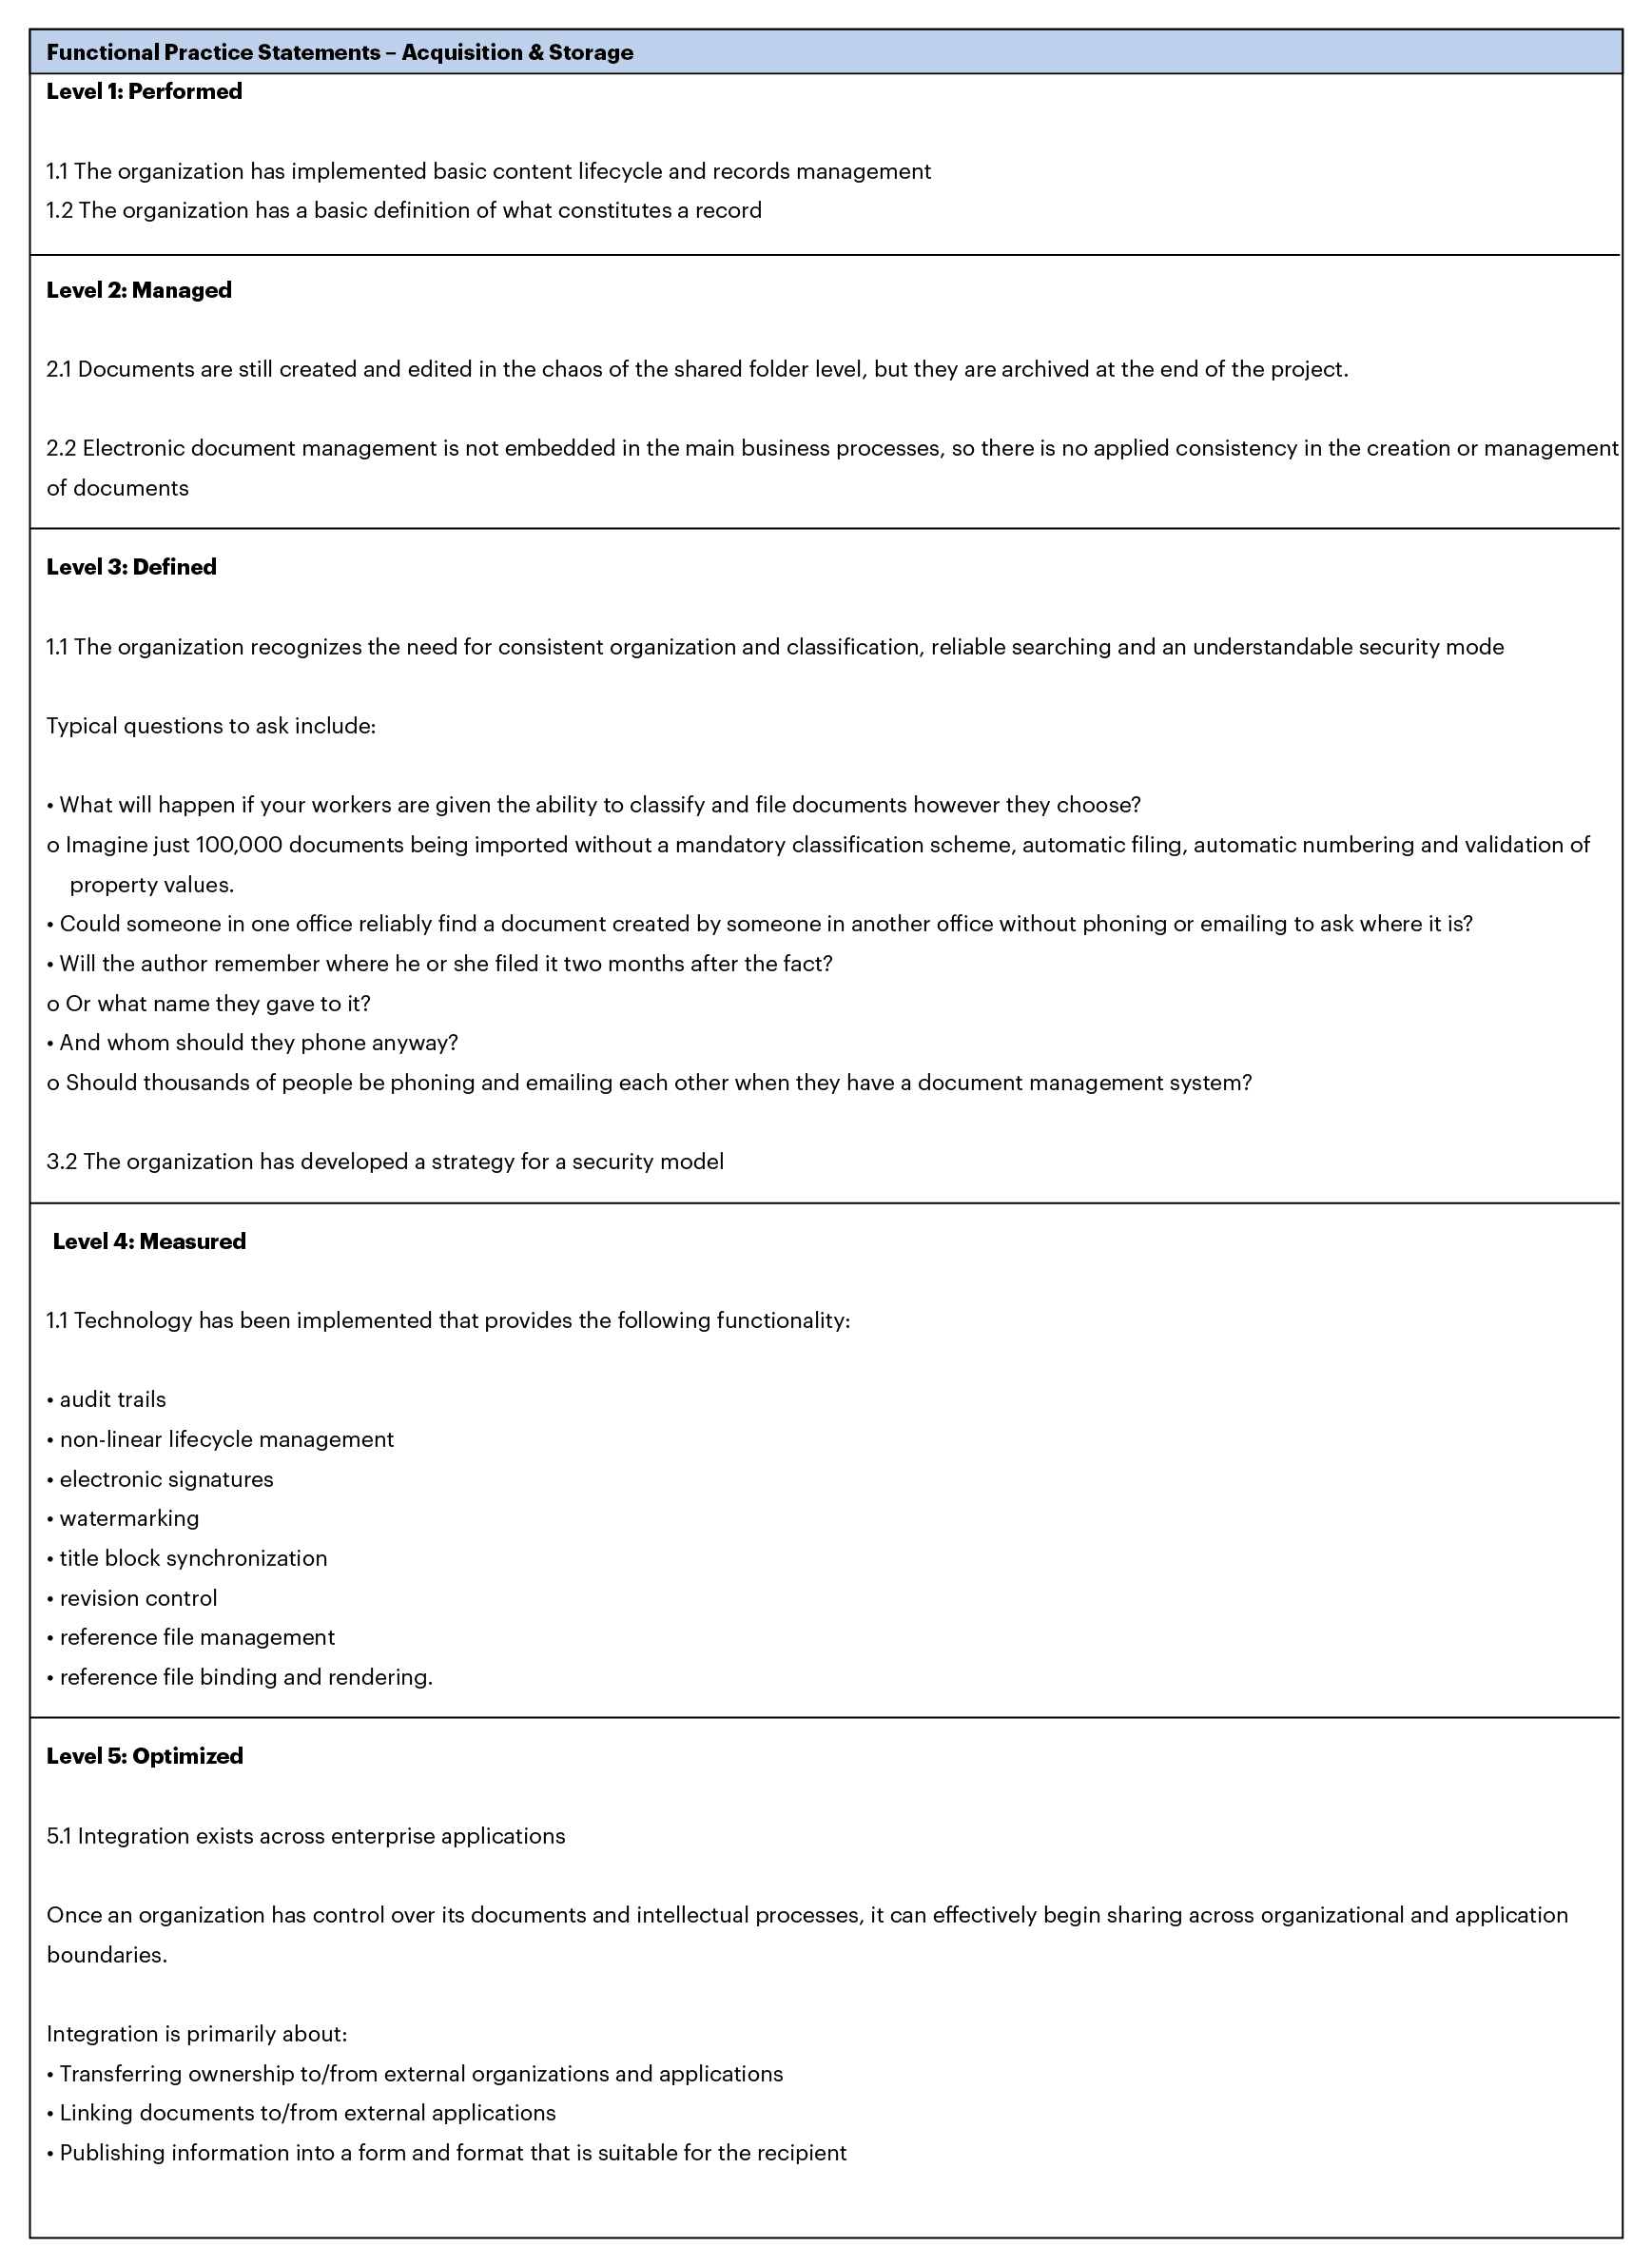 Functional Practice Statements – Acquisition & Storage
Level 1: Performed
1.1 The organization has implemented basic content lifecycle and records management
1.2 The organization has a basic definition of what constitutes a record
Level 2: Managed
2.1 Documents are still created and edited in the chaos of the shared folder level, but they are archived at the end of the project.
2.2 Electronic document management is not embedded in the main business processes, so there is no applied consistency in the creation or management
of documents
Level 3: Defined
1.1 The organization recognizes the need for consistent organization and classification, reliable searching and an understandable security mode
Typical questions to ask include:
• What will happen if your workers are given the ability to classify and file documents however they choose?
o Imagine just 100,000 documents being imported without a mandatory classification scheme, automatic filing, automatic numbering and validation of
property values.
• Could someone in one office reliably find a document created by someone in another office without phoning or emailing to ask where it is?
• Will the author remember where he or she filed it two months after the fact?
o Or what name they gave to it?
• And whom should they phone anyway?
o Should thousands of people be phoning and emailing each other when they have a document management system?
3.2 The organization has developed a strategy for a security model
Level 4: Measured
1.1 Technology has been implemented that provides the following functionality:
• audit trails
• non-linear lifecycle management
• electronic signatures
• watermarking
• title block synchronization
• revision control
• reference file management
• reference file binding and rendering.
Level 5: Optimized
5.1 Integration exists across enterprise applications
Once an organization has control over its documents and intellectual processes, it can effectively begin sharing across organizational and application
boundaries.
Integration is primarily about:
• Transferring ownership to/from external organizations and applications
• Linking documents to/from external applications
• Publishing information into a form and format that is suitable for the recipient